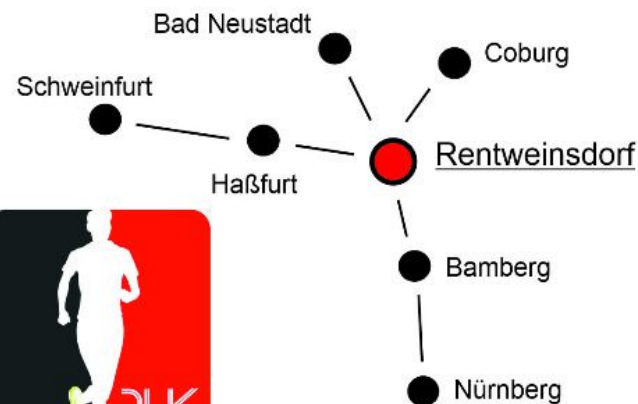 Bad Neustadt
Coburg
Schweinfurt
Rentweinsdorf
Haßfurt
Bamberg
Nürnberg